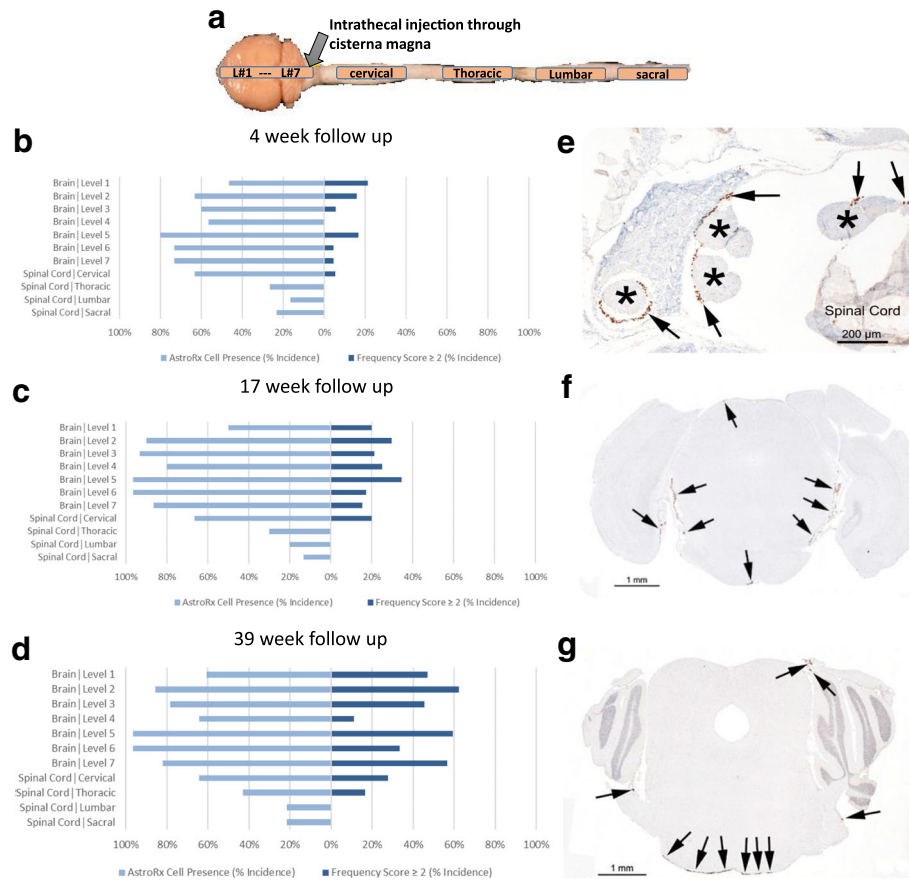 a
Intrathecal injection through
cisterna magna
L#1 --- L#7
cervical
Thoracic
Lumbar
sacral
b
4 week follow up
Brain|Level 1
Brain|Level 2
Brain|Level 3
Brain|Level 4
Brain|Level 5
Brain|Level 6
Brain|Level 7
Spinal Cord|Cervical
Spinal Cord|Thoracic
Spinal Cord|Lumbar
Spinal Cord|Sacral
100% 80% 60% 40% 20% 0% 20% 40% 60% 80% 100%
AstroRx Cell Presence (% Incidence) Frequency Score ≥ 2 (% Incidence)
e
* * * *
Spinal Cord
200 µm
c
17 week follow up
Brain|Level 1
Brain|Level 2
Brain|Level 3
Brain|Level 4
Brain|Level 5
Brain|Level 6
Brain|Level 7
Spinal Cord|Cervical
Spinal Cord|Thoracic
Spinal Cord|Lumbar
Spinal Cord|Sacral
100% 80% 60% 40% 20% 0% 20% 40% 60% 80% 100%
AstroRx Cell Presence (% Incidence) Frequency Score ≥ 2 (% Incidence)
f
1 mm
d
39 week follow up
Brain|Level 1
Brain|Level 2
Brain|Level 3
Brain|Level 4
Brain|Level 5
Brain|Level 6
Brain|Level 7
Spinal Cord|Cervical
Spinal Cord|Thoracic
Spinal Cord|Lumbar
Spinal Cord|Sacral
100% 80% 60% 40% 20% 0% 20% 40% 60% 80% 100%
AstroRx Cell Presence (% Incidence) Frequency Score ≥ 2 (% Incidence)
g
1 mm